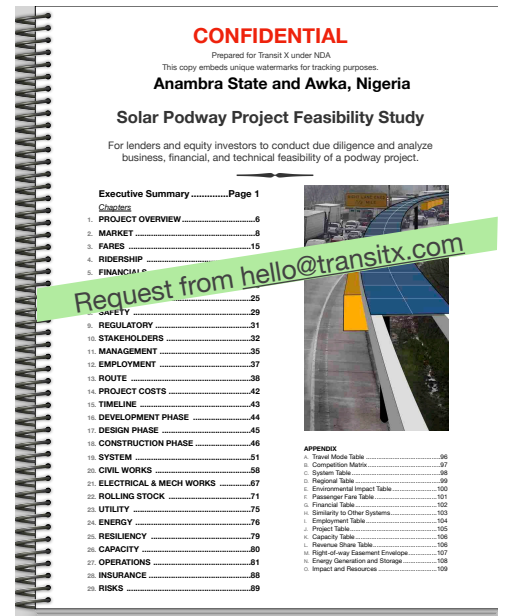 CONFIDENTIAL
Prepared for Transit X under NDA
This copy embeds unique watermarks for tracking purposes.
Anambra State and Awka, Nigeria
Solar Podway Project Feasibility Study
For lenders and equity investors to conduct due diligence and analyze
business, financial, and technical feasibility of a podway project.
Executive Summary ..............Page 1
Chapters
1. PROJECT OVERVIEW ........................................6
2. MARKET ........................................8
3. FARES ........................................15
4. RIDERSHIP
5. FINANCIALS
Request from hello@transitx.com
25
SAFETY ........................................29
9. REGULATORY ........................................31
10. STAKEHOLDERS ........................................32
11. MANAGEMENT ........................................35
12. EMPLOYMENT ........................................37
13. ROUTE ........................................38
14. PROJECT COSTS ........................................42
15. TIMELINE ........................................43
16. DEVELOPMENT PHASE ........................................44
17. DESIGN PHASE ........................................45
18. CONSTRUCTION PHASE ........................................46
19. SYSTEM ........................................51
20. CIVIL WORKS ........................................58
21. ELECTRICAL & MECH WORKS ........................................67
22. ROLLING STOCK ........................................71
23. UTILITY ........................................75
24. ENERGY ........................................76
25. RESILIENCY ........................................79
26. CAPACITY ........................................80
27. OPERATIONS ........................................81
28. INSURANCE ........................................88
29. RISKS ........................................89
APPENDIX
A. Travel Mode Table ........................................96
B. Competition Matrix ........................................97
C. System Table ........................................98
D. Regional Table ........................................99
E. Environmental Impact Table ........................................100
F. Passenger Fare Table ........................................101
G. Financial Table ........................................102
H. Similarity to Other Systems ........................................103
I. Employment Table ........................................104
J. Project Table ........................................105
K. Capacity Table ........................................106
L. Revenue Share Table ........................................106
M. Right-of-way Easement Envelope ........................................107
N. Energy Generation and Storage ........................................108
O. Impact and Resources ........................................109